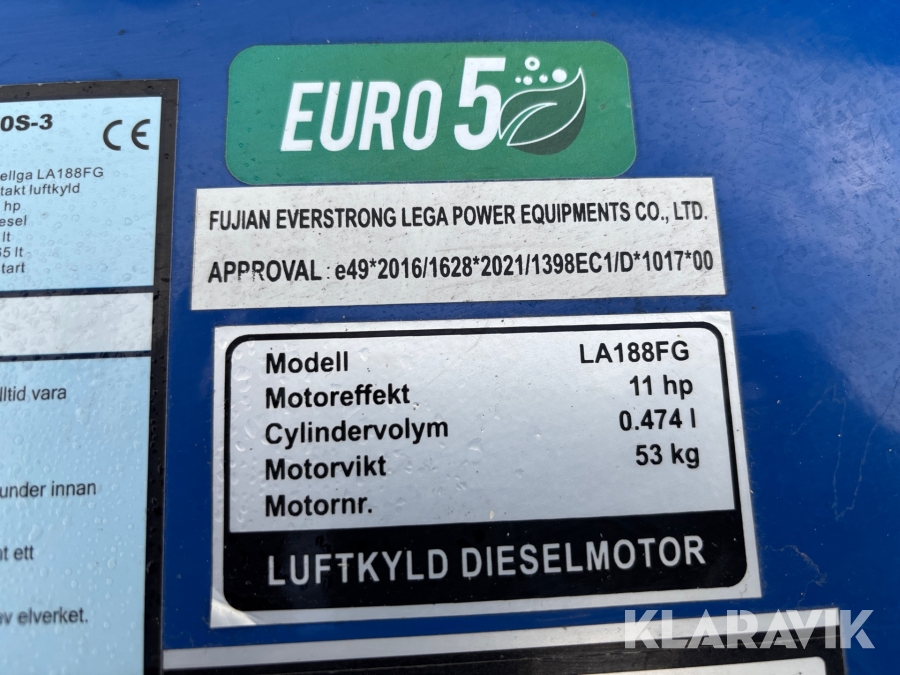 EURO 5
0S-3
CE
ellga LA188FG
takt luftkyld
hp
esel
lt
5 lt
start
lltid vara
under innan
t ett
av elverket.
FUJIAN EVERSTRONG LEGA POWER EQUIPMENTS CO., LTD.
APPROVAL : e49*2016/1628*2021/1398EC1/D*1017*00
Modell LA188FG
Motoreffekt 11 hp
Cylindervolym 0.474 l
Motorvikt 53 kg
Motornr.
LUFTKYLD DIESELMOTOR
KLARAVIK